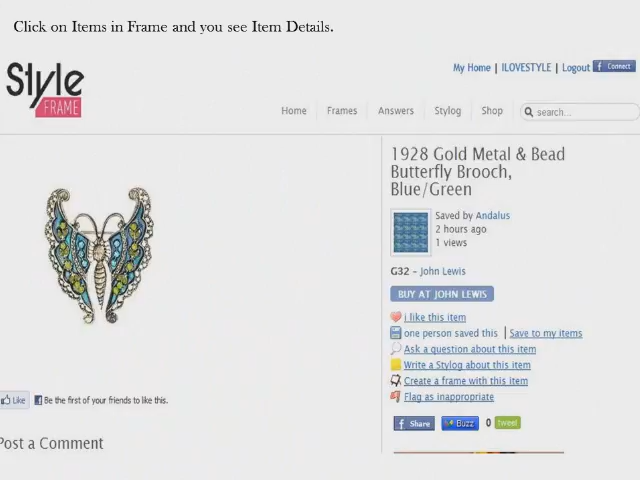 Click on Items in Frame and you see Item Details.
Style
FRAME
My Home | ILOVESTYLE | Logout f Connect
Home Frames Answers Stylog Shop search...
1928 Gold Metal & Bead
Butterfly Brooch,
Blue/Green
Saved by Andalus
2 hours ago
1 views
G32 - John Lewis
BUY AT JOHN LEWIS
i like this item
one person saved this | Save to my items
Ask a question about this item
Write a Stylog about this item
Create a frame with this item
Flag as inappropriate
Like f Be the first of your friends to like this.
f Share Buzz 0 tweet
Post a Comment